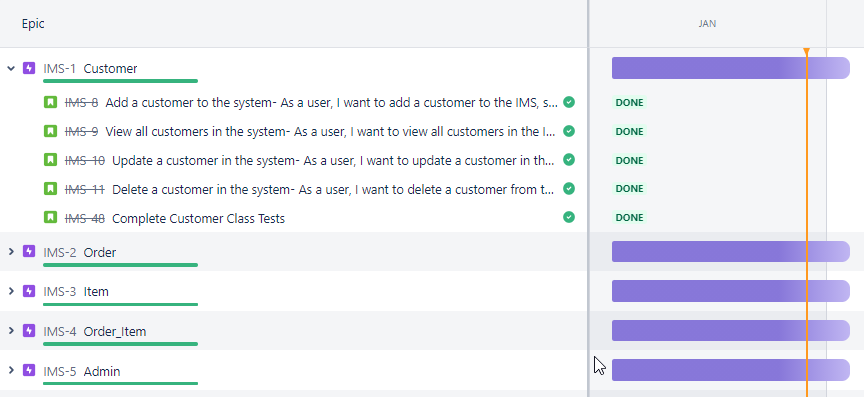 Epic
JAN
IMS-1 Customer
IMS-8 Add a customer to the system- As a user, I want to add a customer to the IMS, s... DONE
IMS-9 View all customers in the system- As a user, I want to view all customers in the I... DONE
IMS-10 Update a customer in the system- As a user, I want to update a customer in th... DONE
IMS-11 Delete a customer in the system- As a user, I want to delete a customer from t... DONE
IMS-48 Complete Customer Class Tests DONE
IMS-2 Order
IMS-3 Item
IMS-4 Order_Item
IMS-5 Admin